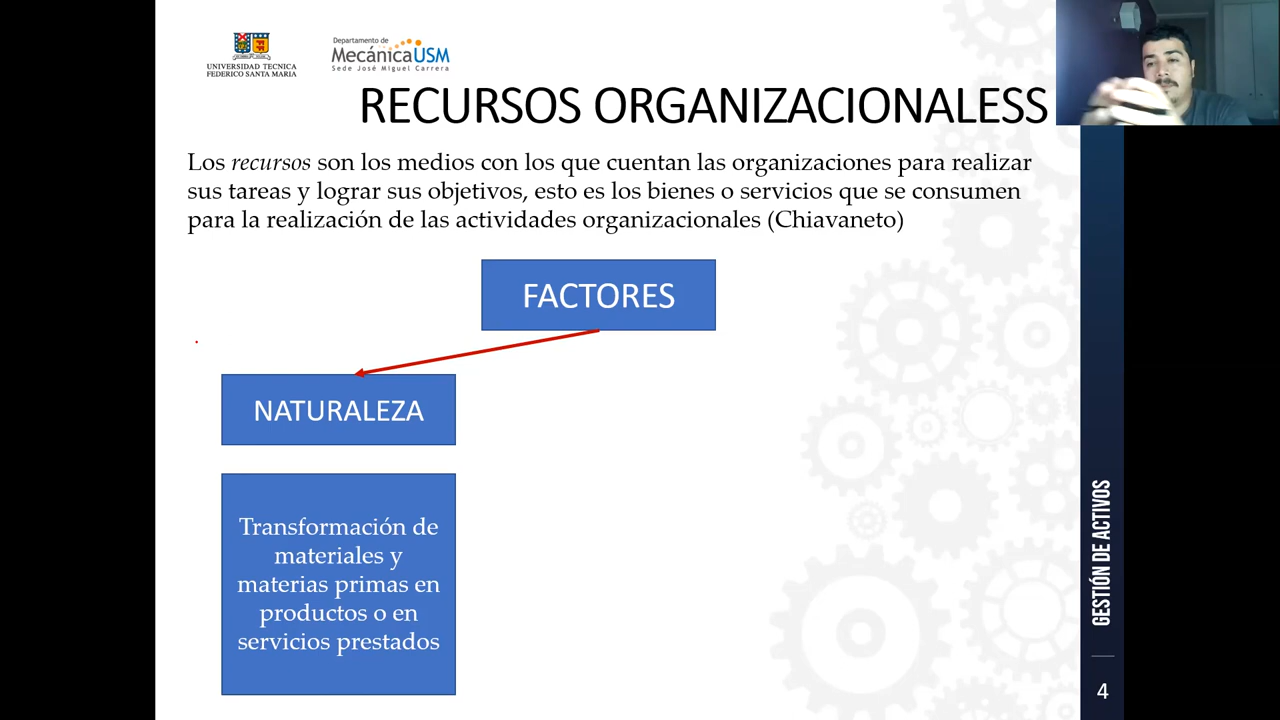 UNIVERSIDAD TECNICA
FEDERICO SANTA MARIA
Departamento de
MecánicaUSM
Sede José Miguel Carrera
RECURSOS ORGANIZACIONALESS
Los recursos son los medios con los que cuentan las organizaciones para realizar
sus tareas y lograr sus objetivos, esto es los bienes o servicios que se consumen
para la realización de las actividades organizacionales (Chiavaneto)
FACTORES
NATURALEZA
Transformación de
materiales y
materias primas en
productos o en
servicios prestados
GESTIÓN DE ACTIVOS
4